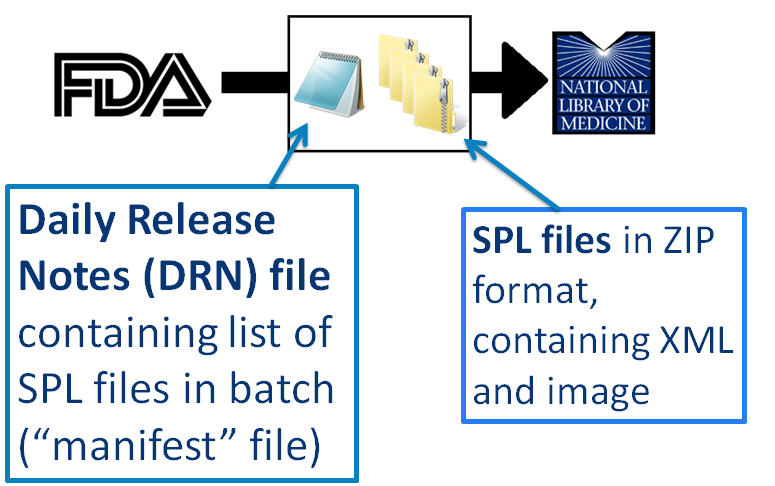 FDA
NATIONAL
LIBRARY OF
MEDICINE
Daily Release
Notes (DRN) file
containing list of
SPL files in batch
(“manifest” file)
SPL files in ZIP
format,
containing XML
and image